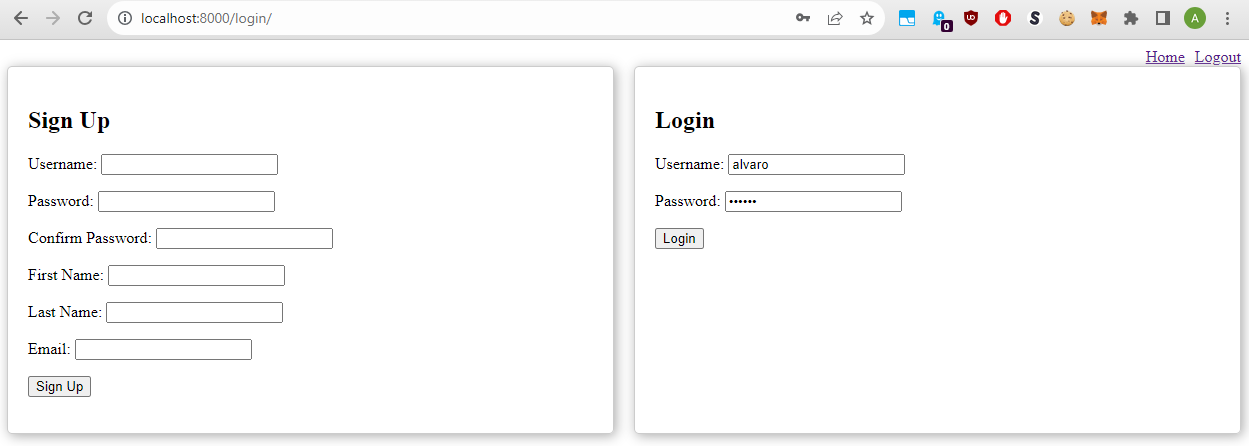 localhost:8000/login/
0
A
Home Logout
Sign Up
Username:
Password:
Confirm Password:
First Name:
Last Name:
Email:
Sign Up
Login
Username: alvaro
Password: ••••••
Login